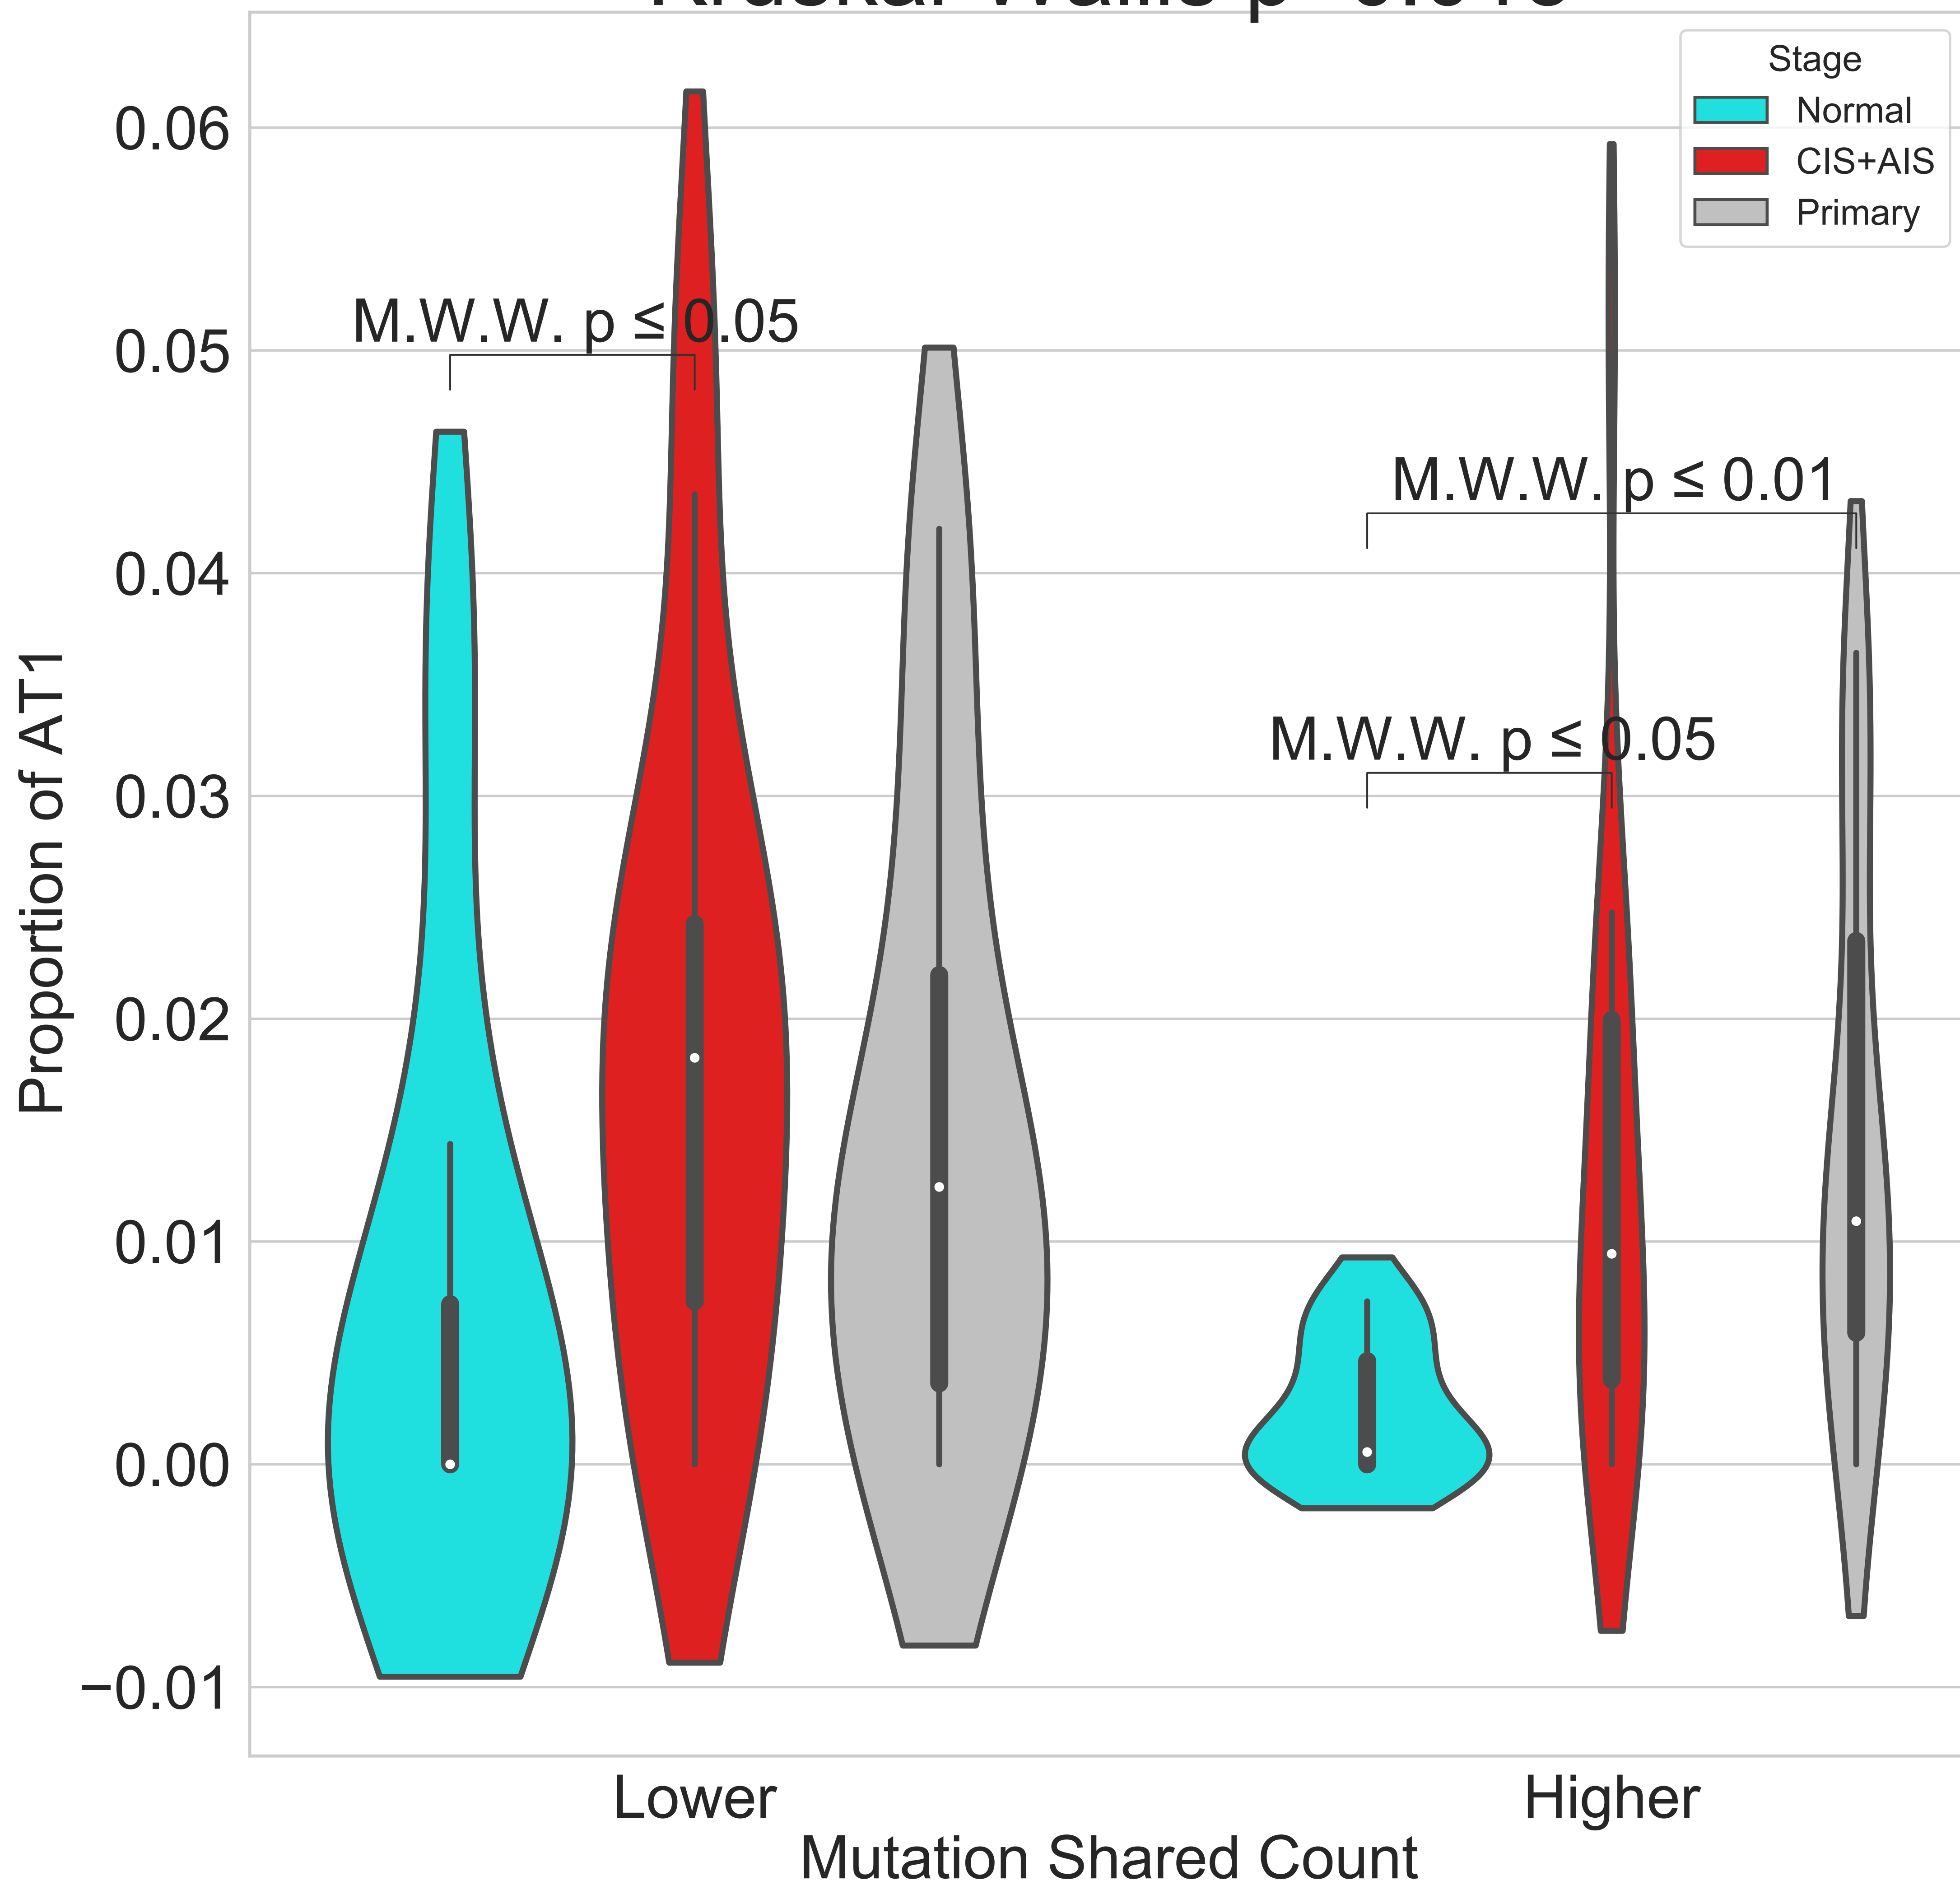 Stage
Normal
CIS+AIS
Primary
0.06
0.05
0.04
0.03
0.02
0.01
0.00
−0.01
Proportion of AT1
M.W.W. p ≤ 0.05
M.W.W. p ≤ 0.01
M.W.W. p ≤ 0.05
Lower
Higher
Mutation Shared Count